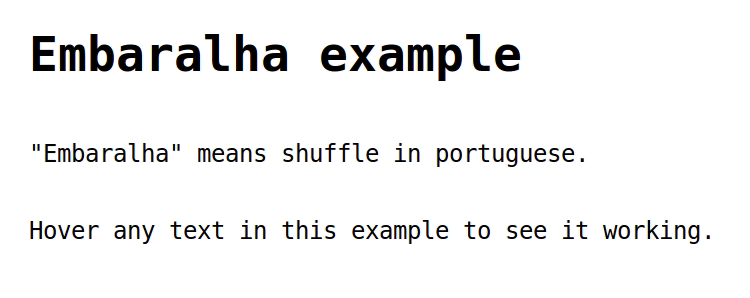 Embaralha example
"Embaralha" means shuffle in portuguese.
Hover any text in this example to see it working.